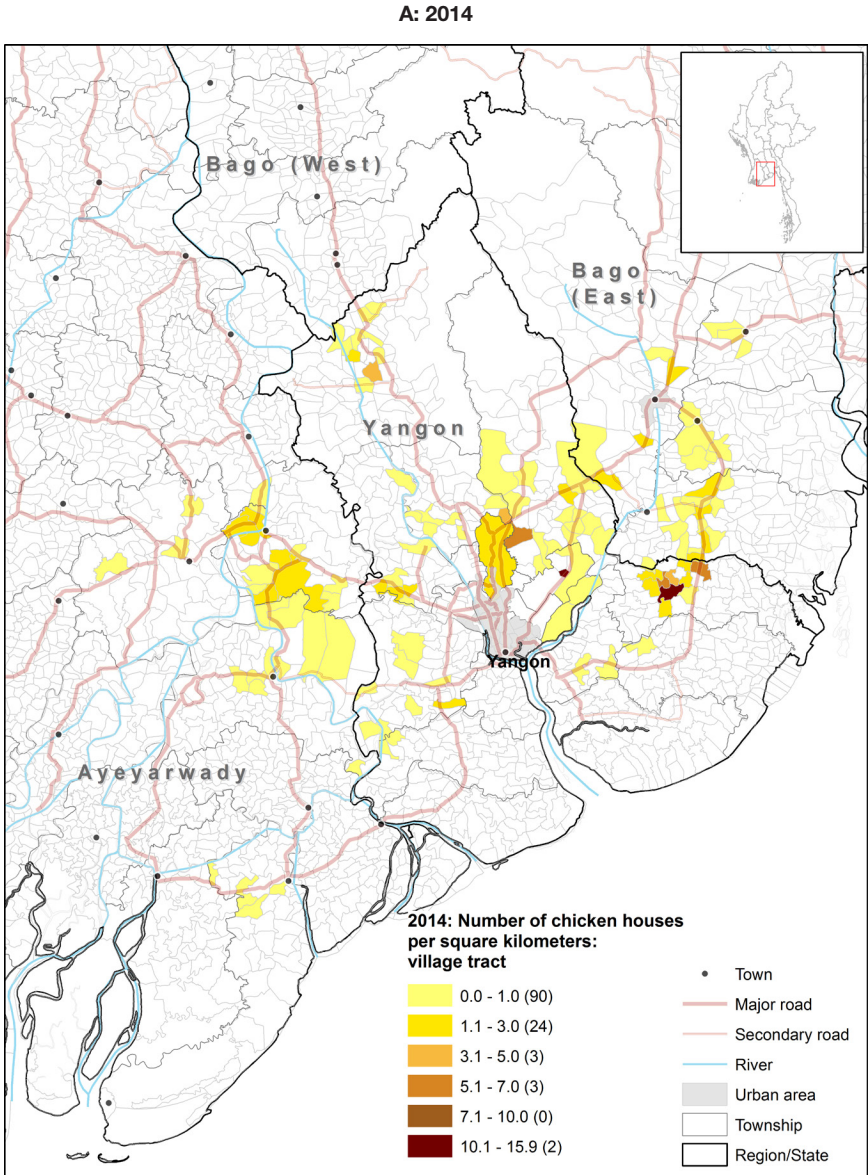 A: 2014
Bago (West)
Bago
(East)
Yangon
Yangon
Ayeyarwady
2014: Number of chicken houses
per square kilometers:
village tract
0.0 - 1.0 (90)
1.1 - 3.0 (24)
3.1 - 5.0 (3)
5.1 - 7.0 (3)
7.1 - 10.0 (0)
10.1 - 15.9 (2)
Town
Major road
Secondary road
River
Urban area
Township
Region/State